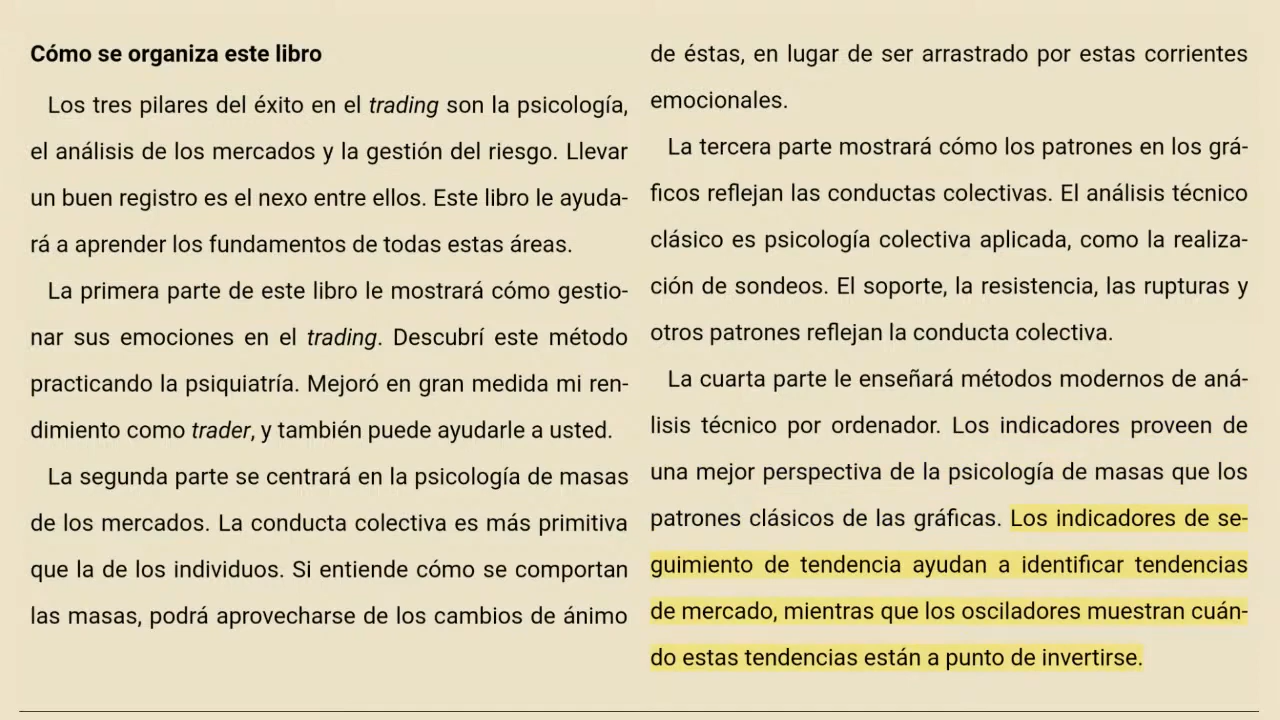 Cómo se organiza este libro
Los tres pilares del éxito en el trading son la psicología,
el análisis de los mercados y la gestión del riesgo. Llevar
un buen registro es el nexo entre ellos. Este libro le ayuda-
rá a aprender los fundamentos de todas estas áreas.
La primera parte de este libro le mostrará cómo gestio-
nar sus emociones en el trading. Descubrí este método
practicando la psiquiatría. Mejoró en gran medida mi ren-
dimiento como trader, y también puede ayudarle a usted.
La segunda parte se centrará en la psicología de masas
de los mercados. La conducta colectiva es más primitiva
que la de los individuos. Si entiende cómo se comportan
las masas, podrá aprovecharse de los cambios de ánimo
de éstas, en lugar de ser arrastrado por estas corrientes
emocionales.
La tercera parte mostrará cómo los patrones en los grá-
ficos reflejan las conductas colectivas. El análisis técnico
clásico es psicología colectiva aplicada, como la realiza-
ción de sondeos. El soporte, la resistencia, las rupturas y
otros patrones reflejan la conducta colectiva.
La cuarta parte le enseñará métodos modernos de aná-
lisis técnico por ordenador. Los indicadores proveen de
una mejor perspectiva de la psicología de masas que los
patrones clásicos de las gráficas. Los indicadores de se-
guimiento de tendencia ayudan a identificar tendencias
de mercado, mientras que los osciladores muestran cuán-
do estas tendencias están a punto de invertirse.